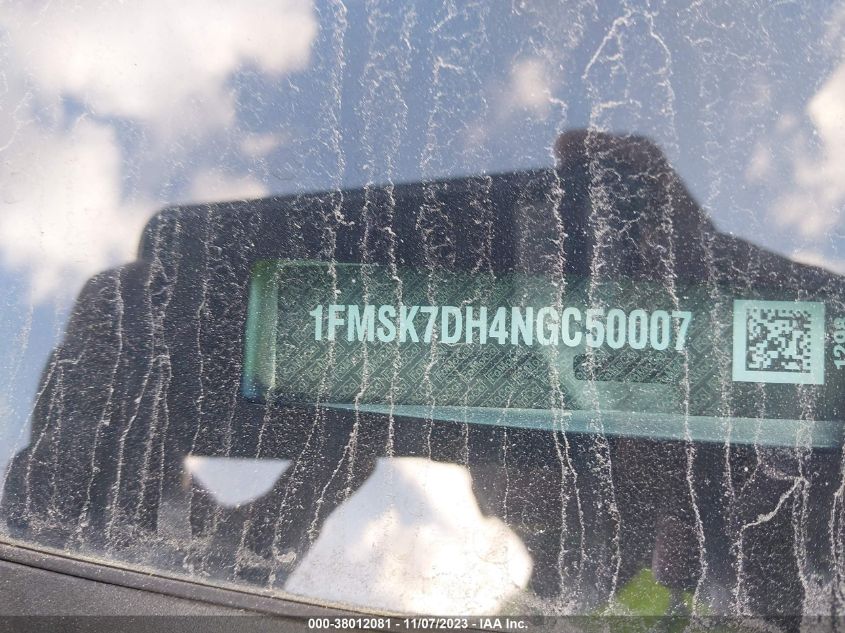 1FMSK7DH4NGC50007
000-38012081 - 11/07/2023 - IAA Inc.